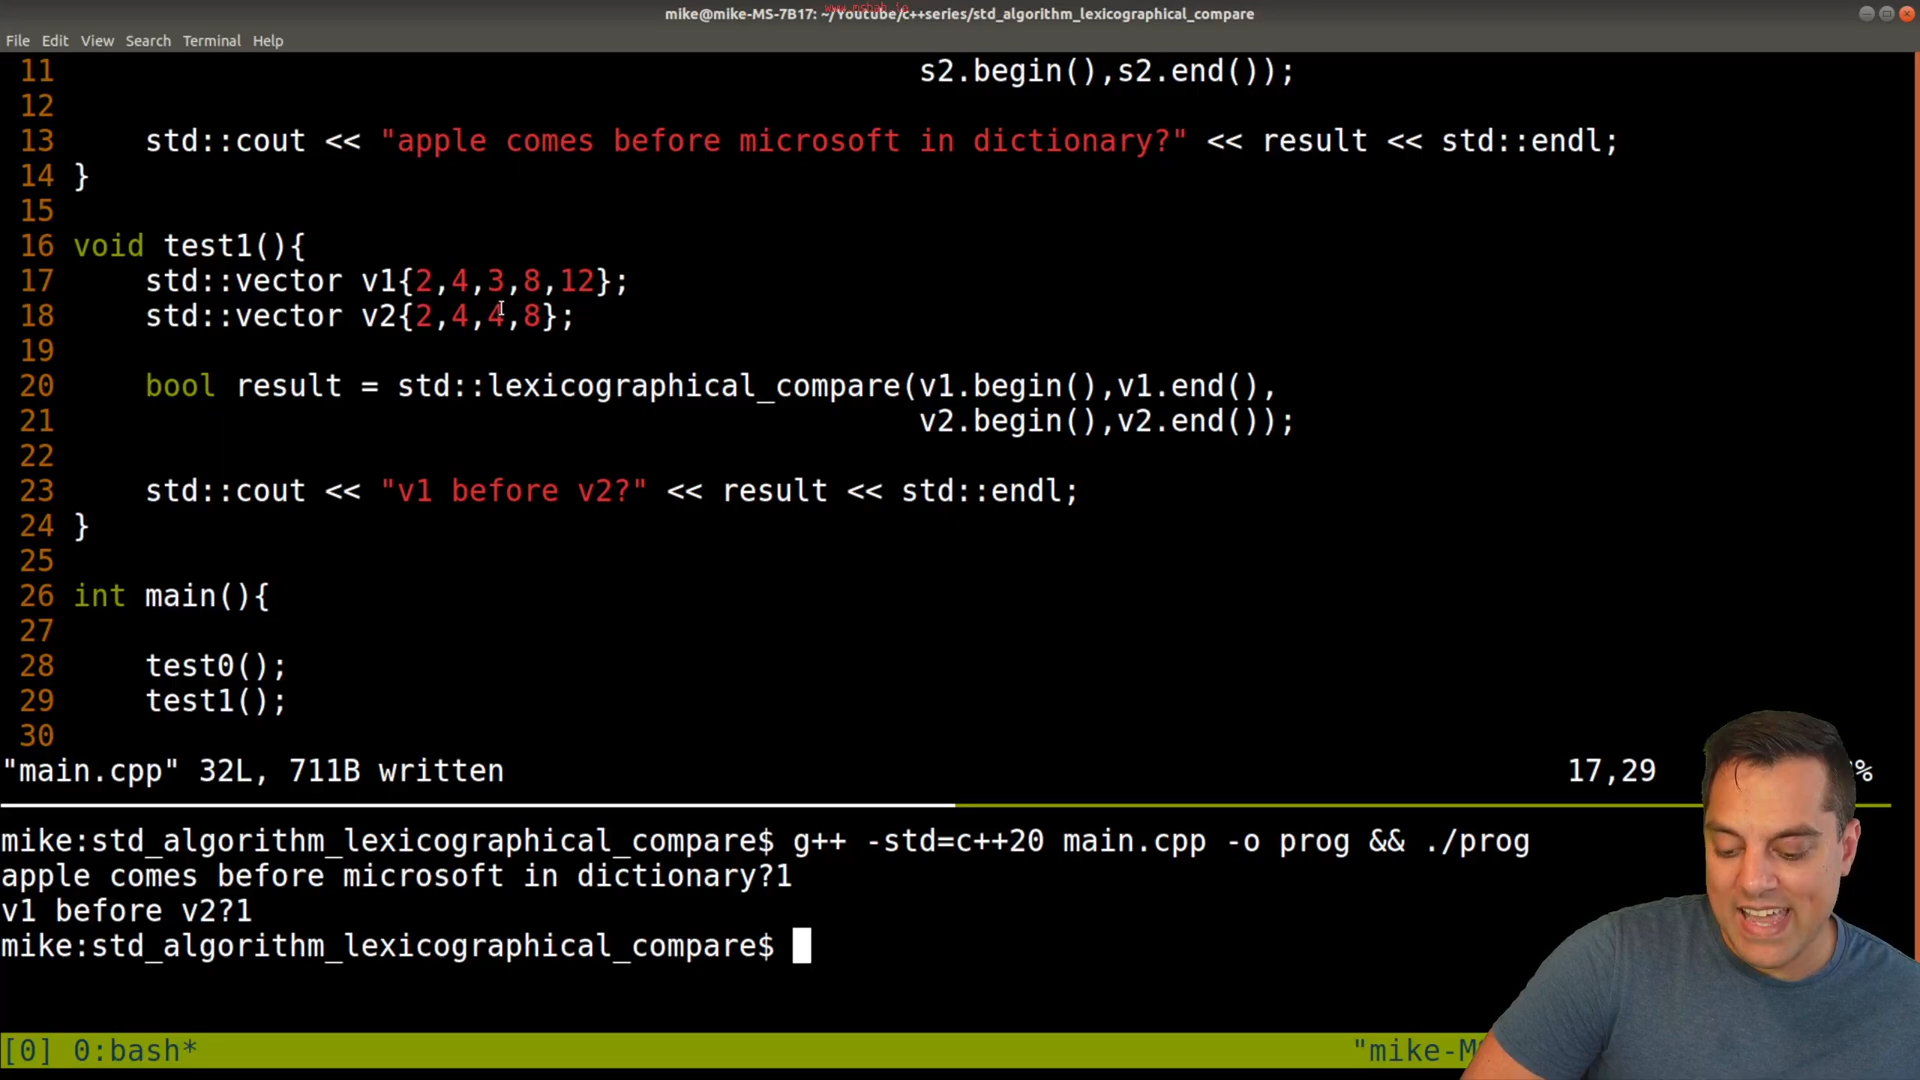 www.mshah.io
mike@mike-MS-7B17: ~/Youtube/c++series/std_algorithm_lexicographical_compare
File Edit View Search Terminal Help
11 s2.begin(),s2.end());
12
13 std::cout << "apple comes before microsoft in dictionary?" << result << std::endl;
14 }
15
16 void test1(){
17 std::vector v1{2,4,3,8,12};
18 std::vector v2{2,4,4,8};
19
20 bool result = std::lexicographical_compare(v1.begin(),v1.end(),
21 v2.begin(),v2.end());
22
23 std::cout << "v1 before v2?" << result << std::endl;
24 }
25
26 int main(){
27
28 test0();
29 test1();
30
"main.cpp" 32L, 711B written 17,29 %
mike:std_algorithm_lexicographical_compare$ g++ -std=c++20 main.cpp -o prog && ./prog
apple comes before microsoft in dictionary?1
v1 before v2?1
mike:std_algorithm_lexicographical_compare$
[0] 0:bash* "mike-MS